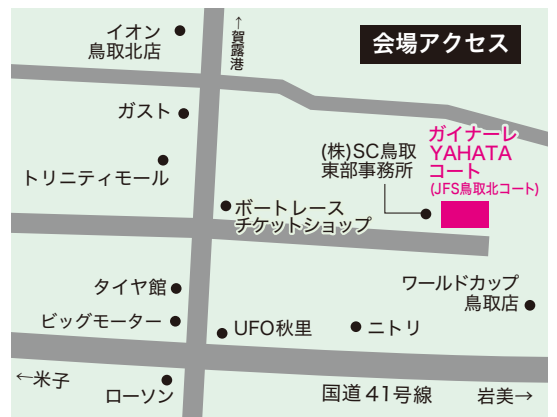 会場アクセス
イオン
鳥取北店
↑賀露港
ガスト
トリニティモール
(株)SC鳥取
東部事務所
ガイナーレ
YAHATA
コート
(JFS鳥取北コート)
ボートレース
チケットショップ
タイヤ館
ビッグモーター
UFO秋里
ニトリ
ワールドカップ
鳥取店
←米子
ローソン
国道41号線
岩美→